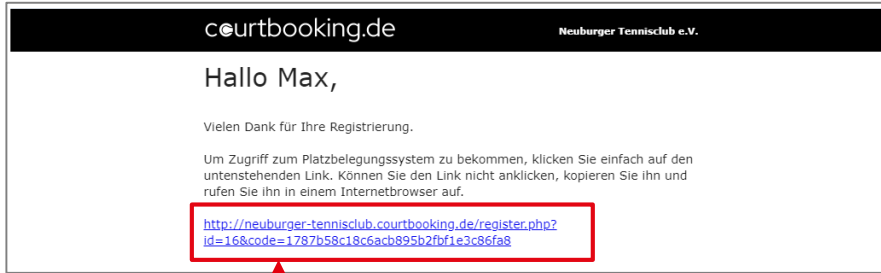 courtbooking.de
Neuburger Tennisclub e.V.
Hallo Max,
Vielen Dank für Ihre Registrierung.
Um Zugriff zum Platzbelegungssystem zu bekommen, klicken Sie einfach auf den
untenstehenden Link. Können Sie den Link nicht anklicken, kopieren Sie ihn und
rufen Sie ihn in einem Internetbrowser auf.
http://neuburger-tennisclub.courtbooking.de/register.php?
id=16&code=1787b58c18c6acb895b2fbf1e3c86fa8